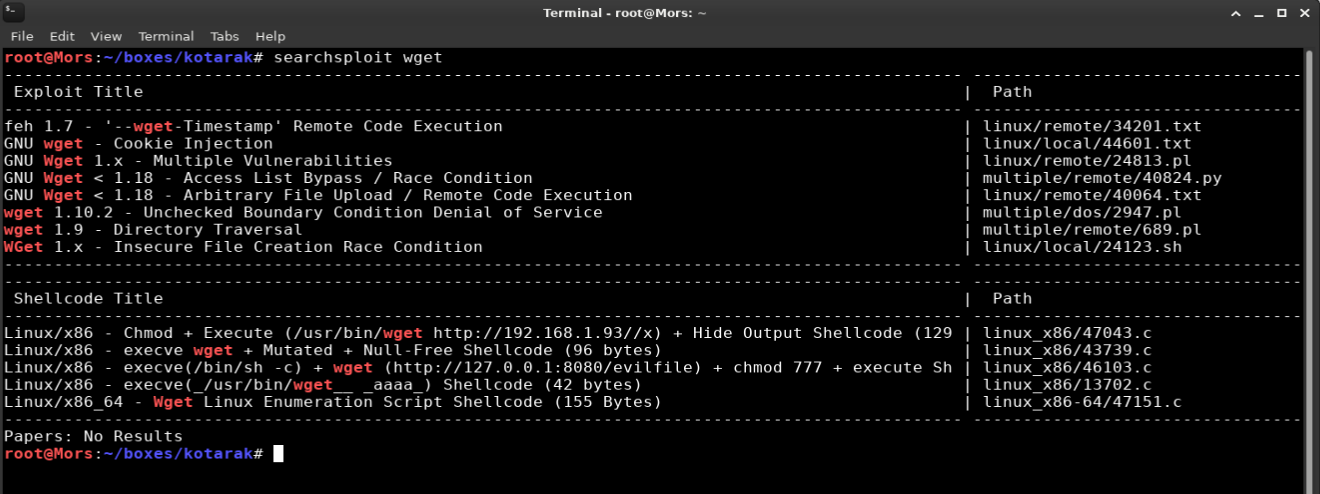 Terminal - root@Mors: ~
File Edit View Terminal Tabs Help
root@Mors:~/boxes/kotarak# searchsploit wget
Exploit Title | Path
feh 1.7 - '--wget-Timestamp' Remote Code Execution | linux/remote/34201.txt
GNU wget - Cookie Injection | linux/local/44601.txt
GNU Wget 1.x - Multiple Vulnerabilities | linux/remote/24813.pl
GNU Wget < 1.18 - Access List Bypass / Race Condition | multiple/remote/40824.py
GNU Wget < 1.18 - Arbitrary File Upload / Remote Code Execution | linux/remote/40064.txt
wget 1.10.2 - Unchecked Boundary Condition Denial of Service | multiple/dos/2947.pl
wget 1.9 - Directory Traversal | multiple/remote/689.pl
WGet 1.x - Insecure File Creation Race Condition | linux/local/24123.sh
Shellcode Title | Path
Linux/x86 - Chmod + Execute (/usr/bin/wget http://192.168.1.93//x) + Hide Output Shellcode (129 | linux_x86/47043.c
Linux/x86 - execve wget + Mutated + Null-Free Shellcode (96 bytes) | linux_x86/43739.c
Linux/x86 - execve(/bin/sh -c) + wget (http://127.0.0.1:8080/evilfile) + chmod 777 + execute Sh | linux_x86/46103.c
Linux/x86 - execve(_/usr/bin/wget__ _aaaa_) Shellcode (42 bytes) | linux_x86/13702.c
Linux/x86_64 - Wget Linux Enumeration Script Shellcode (155 Bytes) | linux_x86-64/47151.c
Papers: No Results
root@Mors:~/boxes/kotarak#